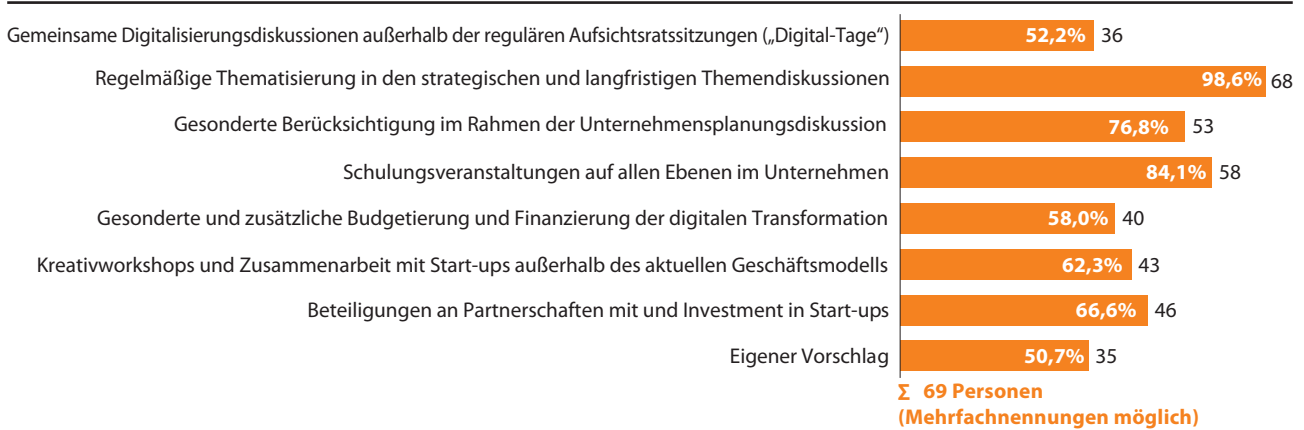 Gemeinsame Digitalisierungsdiskussionen außerhalb der regulären Aufsichtsratssitzungen („Digital-Tage“) 52,2% 36
Regelmäßige Thematisierung in den strategischen und langfristigen Themendiskussionen 98,6% 68
Gesonderte Berücksichtigung im Rahmen der Unternehmensplanungsdiskussion 76,8% 53
Schulungsveranstaltungen auf allen Ebenen im Unternehmen 84,1% 58
Gesonderte und zusätzliche Budgetierung und Finanzierung der digitalen Transformation 58,0% 40
Kreativworkshops und Zusammenarbeit mit Start-ups außerhalb des aktuellen Geschäftsmodells 62,3% 43
Beteiligungen an Partnerschaften mit und Investment in Start-ups 66,6% 46
Eigener Vorschlag 50,7% 35
Σ 69 Personen
(Mehrfachnennungen möglich)